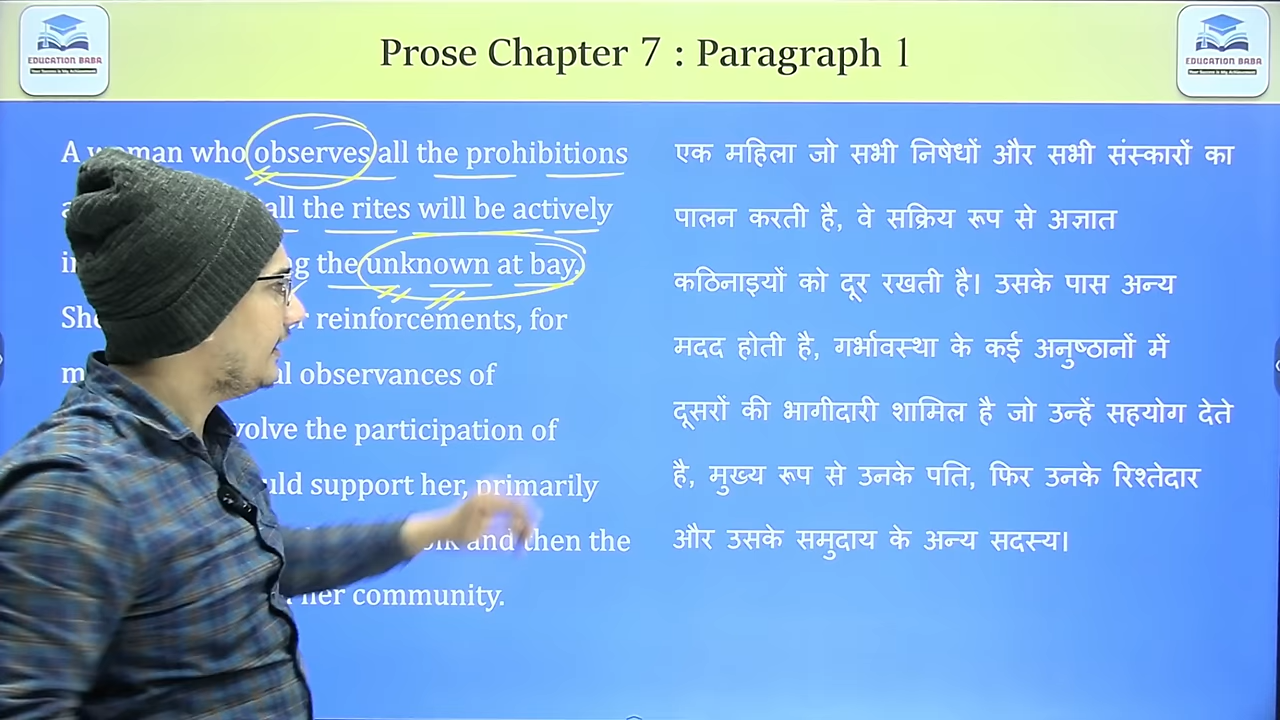 EDUCATION BABA
Prose Chapter 7 : Paragraph 1
EDUCATION BABA
A woman who observes all the prohibitions
all the rites will be actively
the unknown at bay.
She reinforcements, for
observances of
the participation of
support her, primarily
and then the
her community.
एक महिला जो सभी निषेधों और सभी संस्कारों का
पालन करती है, वे सक्रिय रूप से अज्ञात
कठिनाइयों को दूर रखती है। उसके पास अन्य
मदद होती है, गर्भावस्था के कई अनुष्ठानों में
दूसरों की भागीदारी शामिल है जो उन्हें सहयोग देते
है, मुख्य रूप से उनके पति, फिर उनके रिश्तेदार
और उसके समुदाय के अन्य सदस्य।